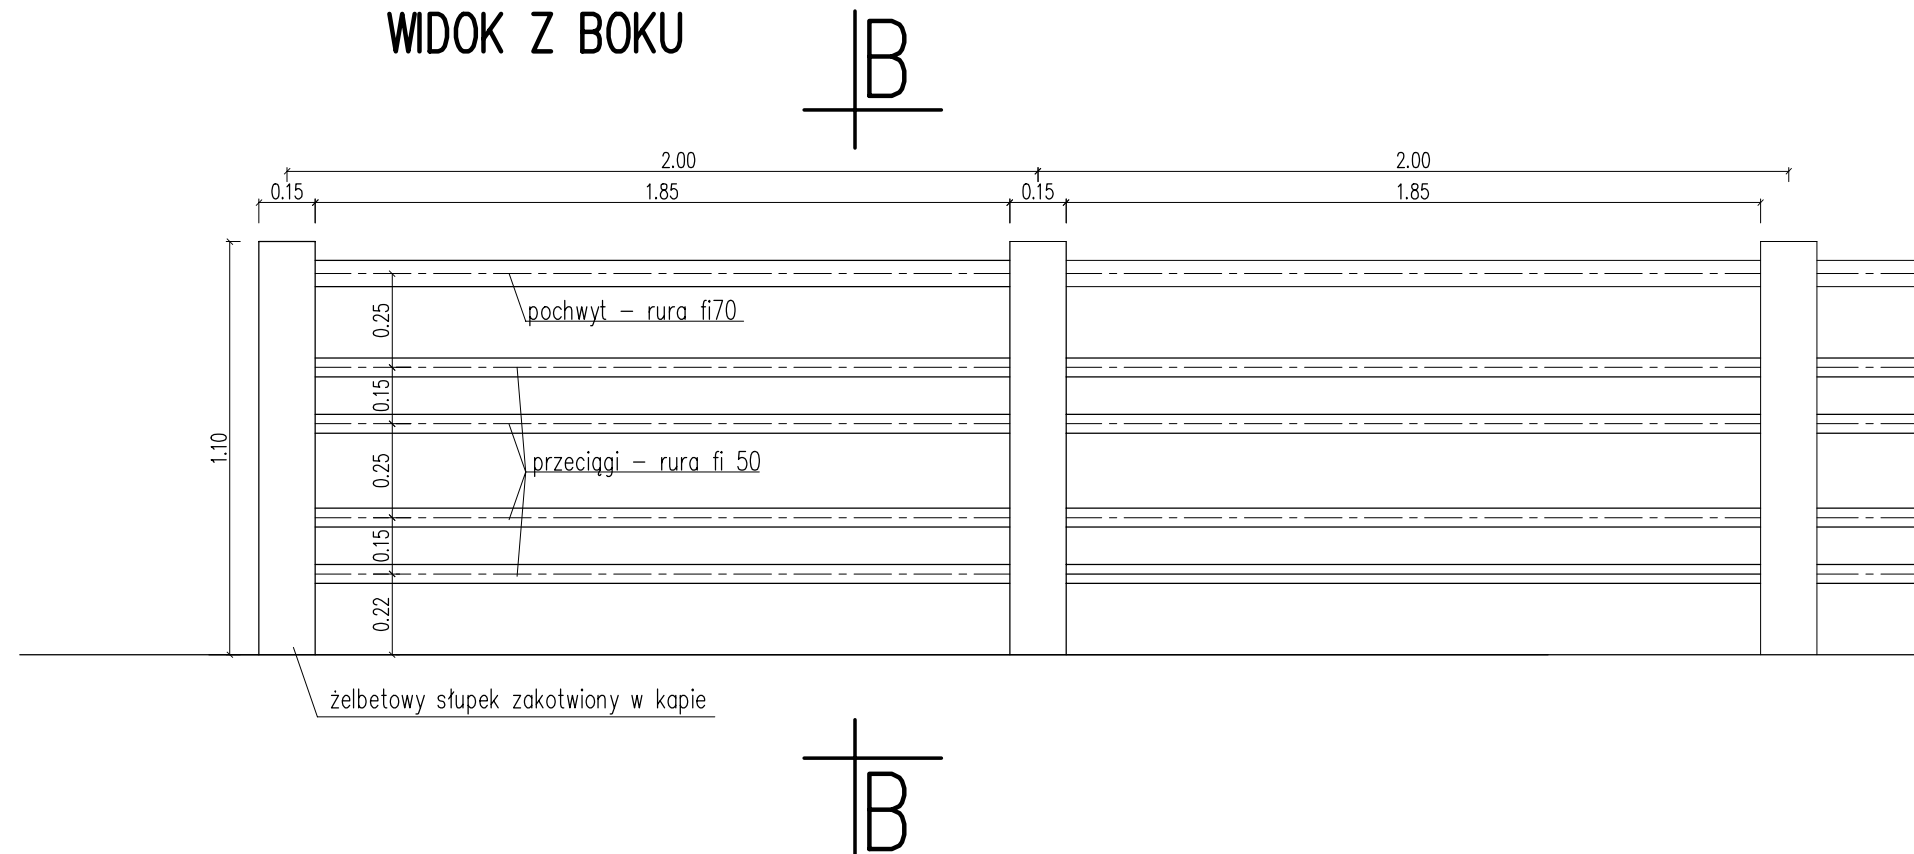 WIDOK Z BOKU
B
2.00
2.00
0.15
1.85
0.15
1.85
pochwyt – rura fi70
0.25
0.15
1.10
0.25
przeciągi – rura fi 50
0.15
0.22
żelbetowy słupek zakotwiony w kapie
B